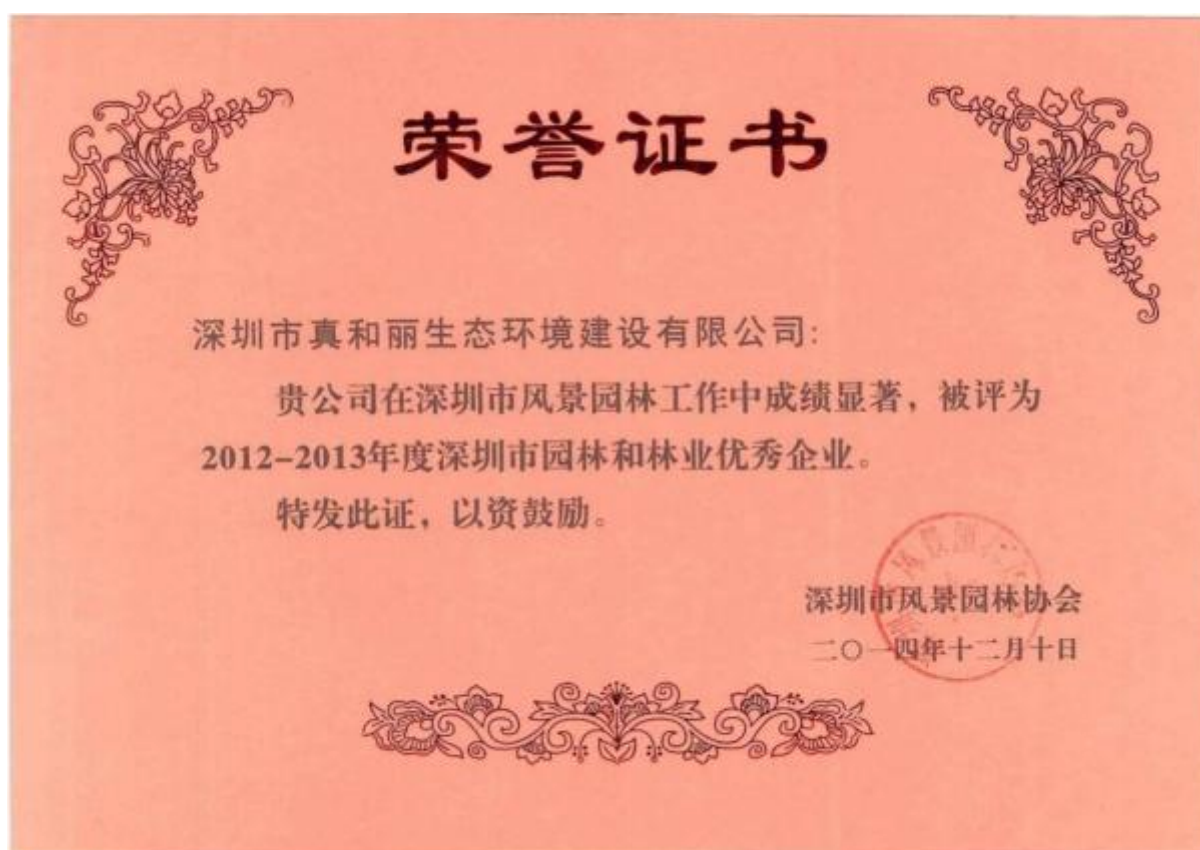 荣誉证书
深圳市真和丽生态环境建设有限公司:
贵公司在深圳市风景园林工作中成绩显著，被评为
2012-2013年度深圳市园林和林业优秀企业。
特发此证，以资鼓励。
深圳市风景园林协会
二〇一四年十二月十日